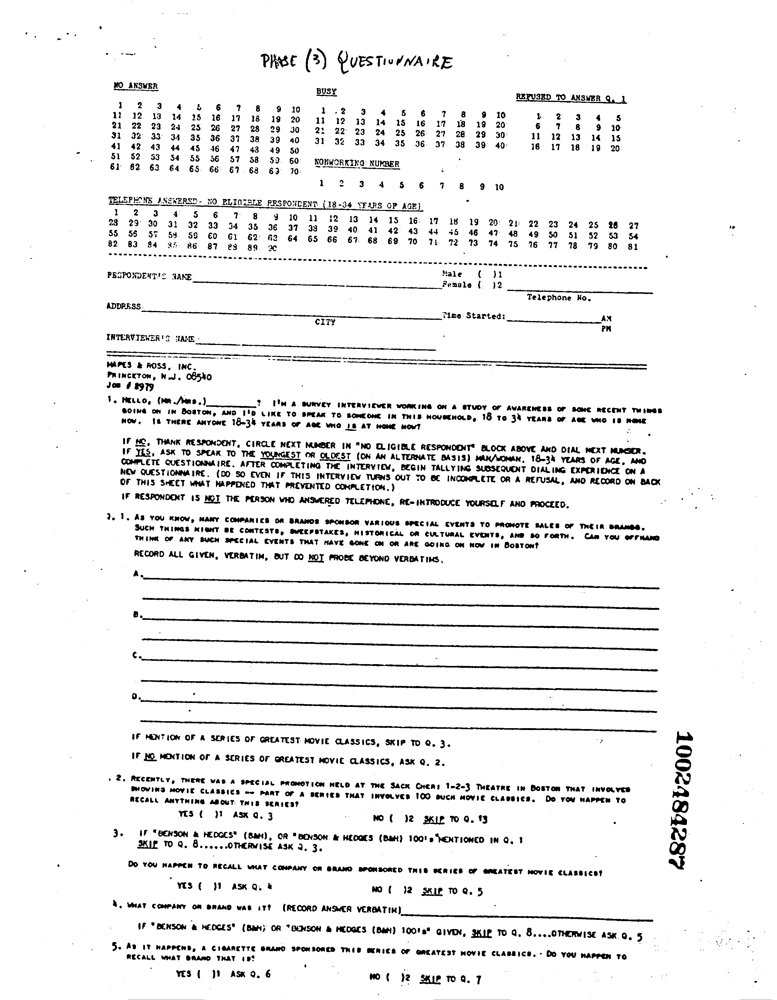 PHASE (3) QUESTIONNAIRE
NO ANSWER
1 2 3 4 5 6 7 8 9 10
11 12 13 14 15 16 17 18 19 20
21 22 23 24 25 26 27 28 29 30
31 32 33 34 35 36 37 38 39 40
41 42 43 44 45 46 47 48 49 50
51 52 53 54 55 56 57 58 59 60
61 62 63 64 65 66 67 68 69 70
BUSY
1 2 3 4 5 6 7 8 9 10
11 12 13 14 15 16 17 18 19 20
21 22 23 24 25 26 27 28 29 30
31 32 33 34 35 36 37 38 39 40
NONWORKING NUMBER
1 2 3 4 5 6 7 8 9 10
REFUSED TO ANSWER Q. 1
1 2 3 4 5
6 7 8 9 10
11 12 13 14 15
16 17 18 19 20
TELEPHONE ANSWERED- NO ELIGIBLE RESPONDENT (18-34 YEARS OF AGE)
1 2 3 4 5 6 7 8 9 10 11 12 13 14 15 16 17 18 19 20 21 22 23 24 25 26 27
28 29 30 31 32 33 34 35 36 37 38 39 40 41 42 43 44 45 46 47 48 49 50 51 52 53 54
55 56 57 58 59 60 61 62 63 64 65 66 67 68 69 70 71 72 73 74 75 76 77 78 79 80 81
82 83 84 85 86 87 88 89 90
RESPONDENT'S NAME
Male ( )1
Female ( )2
Telephone No.
ADDRESS
CITY
Time Started:
AM
PM
INTERVIEWER'S NAME
MAPES & ROSS, INC.
PRINCETON, N.J. 08540
JOB # 8979
1. HELLO, (MR./MRS.)________? I'M A SURVEY INTERVIEWER WORKING ON A STUDY OF AWARENESS OF SOME RECENT THINGS
GOING ON IN BOSTON, AND I'D LIKE TO SPEAK TO SOMEONE IN THIS HOUSEHOLD, 18 TO 34 YEARS OF AGE WHO IS HOME
NOW. IS THERE ANYONE 18-34 YEARS OF AGE WHO IS AT HOME NOW?
IF NO, THANK RESPONDENT, CIRCLE NEXT NUMBER IN "NO ELIGIBLE RESPONDENT" BLOCK ABOVE AND DIAL NEXT NUMBER.
IF YES, ASK TO SPEAK TO THE YOUNGEST OR OLDEST (ON AN ALTERNATE BASIS) MAN/WOMAN, 18-34 YEARS OF AGE, AND
COMPLETE QUESTIONNAIRE. AFTER COMPLETING THE INTERVIEW, BEGIN TALLYING SUBSEQUENT DIALING EXPERIENCE ON A
NEW QUESTIONNAIRE. (DO SO EVEN IF THIS INTERVIEW TURNS OUT TO BE INCOMPLETE OR A REFUSAL, AND RECORD ON BACK
OF THIS SHEET WHAT HAPPENED THAT PREVENTED COMPLETION.)
IF RESPONDENT IS NOT THE PERSON WHO ANSWERED TELEPHONE, RE-INTRODUCE YOURSELF AND PROCEED.
Q. 1. AS YOU KNOW, MANY COMPANIES OR BRANDS SPONSOR VARIOUS SPECIAL EVENTS TO PROMOTE SALES OF THEIR BRANDS.
SUCH THINGS MIGHT BE CONTESTS, SWEEPSTAKES, HISTORICAL OR CULTURAL EVENTS, AND SO FORTH. CAN YOU OFFHAND
THINK OF ANY SUCH SPECIAL EVENTS THAT HAVE GONE ON OR ARE GOING ON NOW IN BOSTON?
RECORD ALL GIVEN, VERBATIM, BUT DO NOT PROBE BEYOND VERBATIMS.
A.
B.
C.
D.
IF MENTION OF A SERIES OF GREATEST MOVIE CLASSICS, SKIP TO Q. 3.
IF NO MENTION OF A SERIES OF GREATEST MOVIE CLASSICS, ASK Q. 2.
2. RECENTLY, THERE WAS A SPECIAL PROMOTION HELD AT THE SACK CHERI 1-2-3 THEATRE IN BOSTON THAT INVOLVED
SHOWING MOVIE CLASSICS -- PART OF A SERIES THAT INVOLVES 100 SUCH MOVIE CLASSICS. DO YOU HAPPEN TO
RECALL ANYTHING ABOUT THIS SERIES?
YES ( )1 ASK Q. 3 NO ( )2 SKIP TO Q. 13
3. IF "BENSON & HEDGES" (B&H), OR "BENSON & HEDGES (B&H) 100's" MENTIONED IN Q. 1
SKIP TO Q. 8......OTHERWISE ASK Q. 3.
DO YOU HAPPEN TO RECALL WHAT COMPANY OR BRAND SPONSORED THIS SERIES OF GREATEST MOVIE CLASSICS?
YES ( )1 ASK Q. 4 NO ( )2 SKIP TO Q. 5
4. WHAT COMPANY OR BRAND WAS IT? (RECORD ANSWER VERBATIM)
IF "BENSON & HEDGES" (B&H) OR "BENSON & HEDGES (B&H) 100's" GIVEN, SKIP TO Q. 8....OTHERWISE ASK Q. 5
5. AS IT HAPPENS, A CIGARETTE BRAND SPONSORED THIS SERIES OF GREATEST MOVIE CLASSICS. DO YOU HAPPEN TO
RECALL WHAT BRAND THAT IS?
YES ( )1 ASK Q. 6 NO ( )2 SKIP TO Q. 7
1002484287